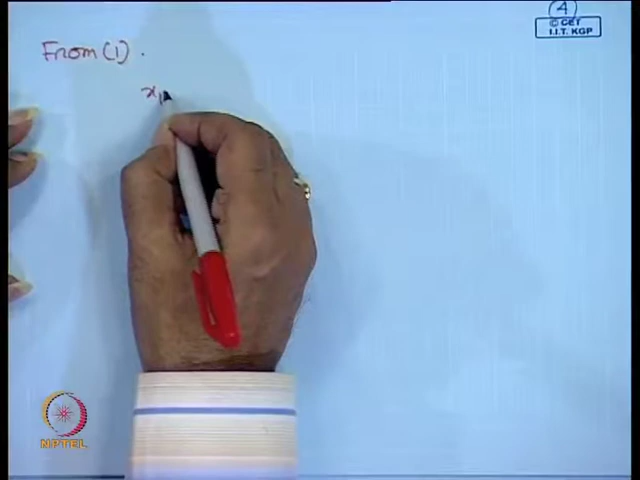 4
© CET
I.I.T. KGP
From (1).
x1
NPTEL